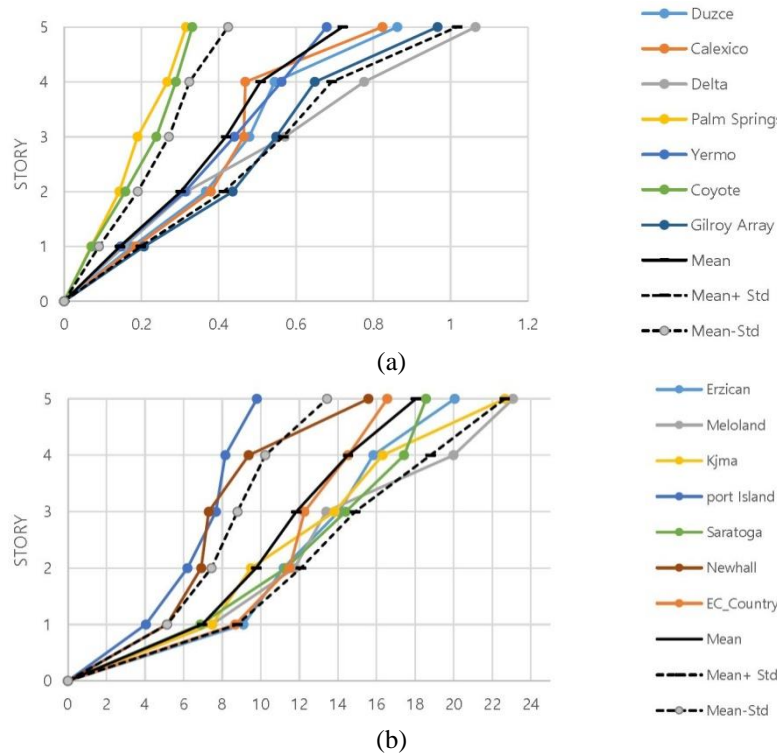 5
4
3
2
1
0
STORY
0 0.2 0.4 0.6 0.8 1 1.2
(a)
Duzce
Calexico
Delta
Palm Springs
Yermo
Coyote
Gilroy Array
Mean
Mean+ Std
Mean-Std
5
4
3
2
1
0
STORY
0 2 4 6 8 10 12 14 16 18 20 22 24
(b)
Erzican
Meloland
Kjma
port Island
Saratoga
Newhall
EC_Country
Mean
Mean+ Std
Mean-Std